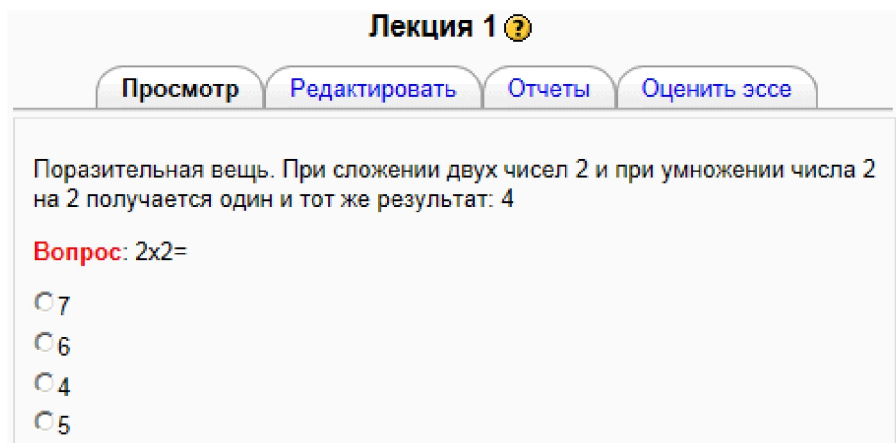 Лекция 1 ?
Просмотр Редактировать Отчеты Оценить эссе
Поразительная вещь. При сложении двух чисел 2 и при умножении числа 2
на 2 получается один и тот же результат: 4
Вопрос: 2x2=
7
6
4
5